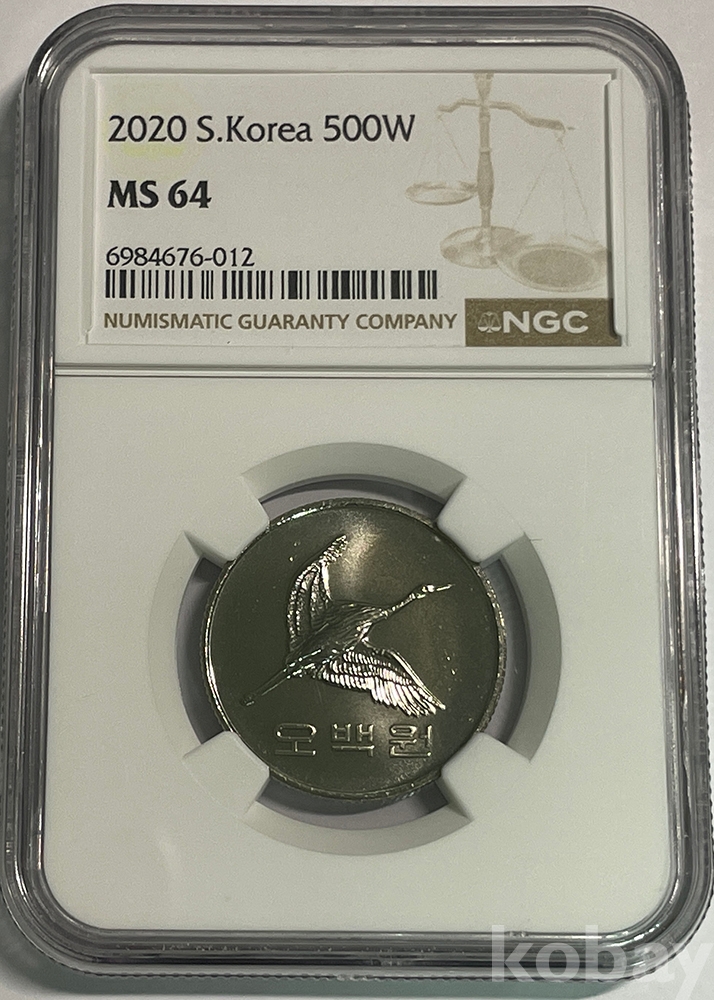 2020 S.Korea 500W
MS 64
6984676-012
NUMISMATIC GUARANTY COMPANY
NGC
오백원
kobay